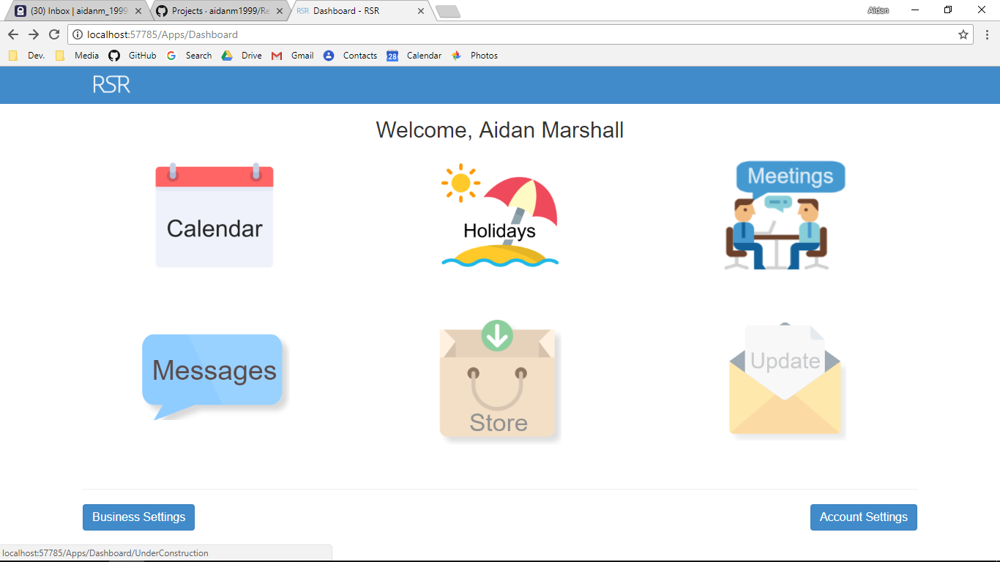 (30) Inbox | aidanm_1999
Projects · aidanm1999/Re
RSR Dashboard - RSR
Aidan
localhost:57785/Apps/Dashboard
Dev. Media GitHub Search Drive Gmail 28 Contacts Calendar Photos
RSR
Welcome, Aidan Marshall
Calendar
Holidays
Meetings
Messages
Store
Update
Business Settings
Account Settings
localhost:57785/Apps/Dashboard/UnderConstruction